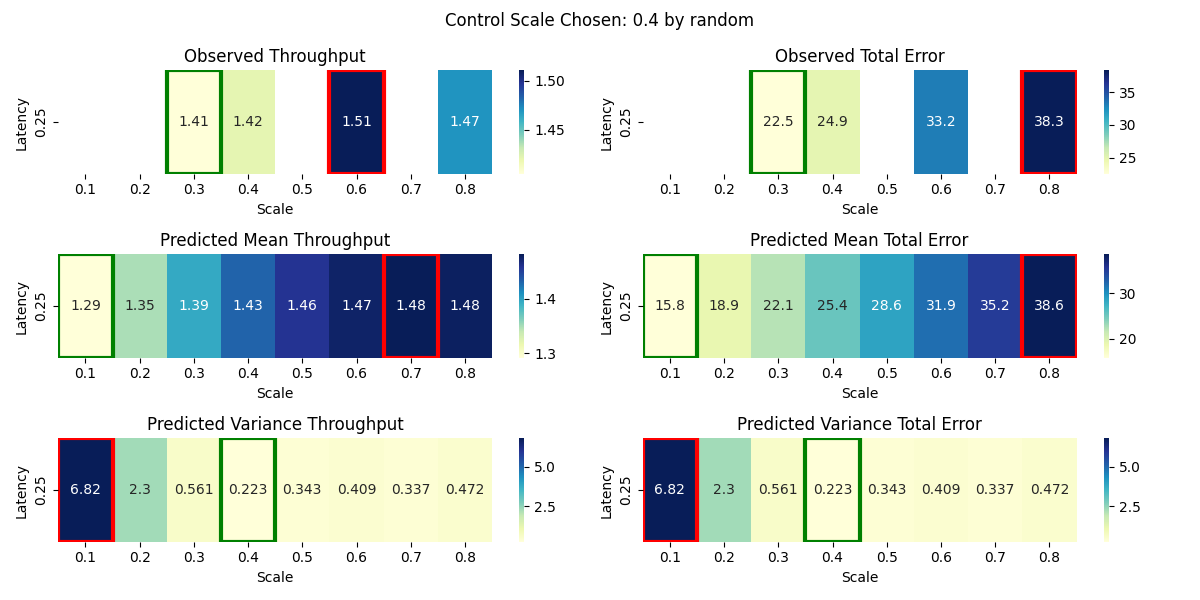 Control Scale Chosen: 0.4 by random
Observed Throughput
Latency
0.25
1.41 1.42 1.51 1.47
0.1 0.2 0.3 0.4 0.5 0.6 0.7 0.8
Scale
1.50
1.45
Observed Total Error
Latency
0.25
22.5 24.9 33.2 38.3
0.1 0.2 0.3 0.4 0.5 0.6 0.7 0.8
Scale
35
30
25
Predicted Mean Throughput
Latency
0.25
1.29 1.35 1.39 1.43 1.46 1.47 1.48 1.48
0.1 0.2 0.3 0.4 0.5 0.6 0.7 0.8
Scale
1.4
1.3
Predicted Mean Total Error
Latency
0.25
15.8 18.9 22.1 25.4 28.6 31.9 35.2 38.6
0.1 0.2 0.3 0.4 0.5 0.6 0.7 0.8
Scale
30
20
Predicted Variance Throughput
Latency
0.25
6.82 2.3 0.561 0.223 0.343 0.409 0.337 0.472
0.1 0.2 0.3 0.4 0.5 0.6 0.7 0.8
Scale
5.0
2.5
Predicted Variance Total Error
Latency
0.25
6.82 2.3 0.561 0.223 0.343 0.409 0.337 0.472
0.1 0.2 0.3 0.4 0.5 0.6 0.7 0.8
Scale
5.0
2.5